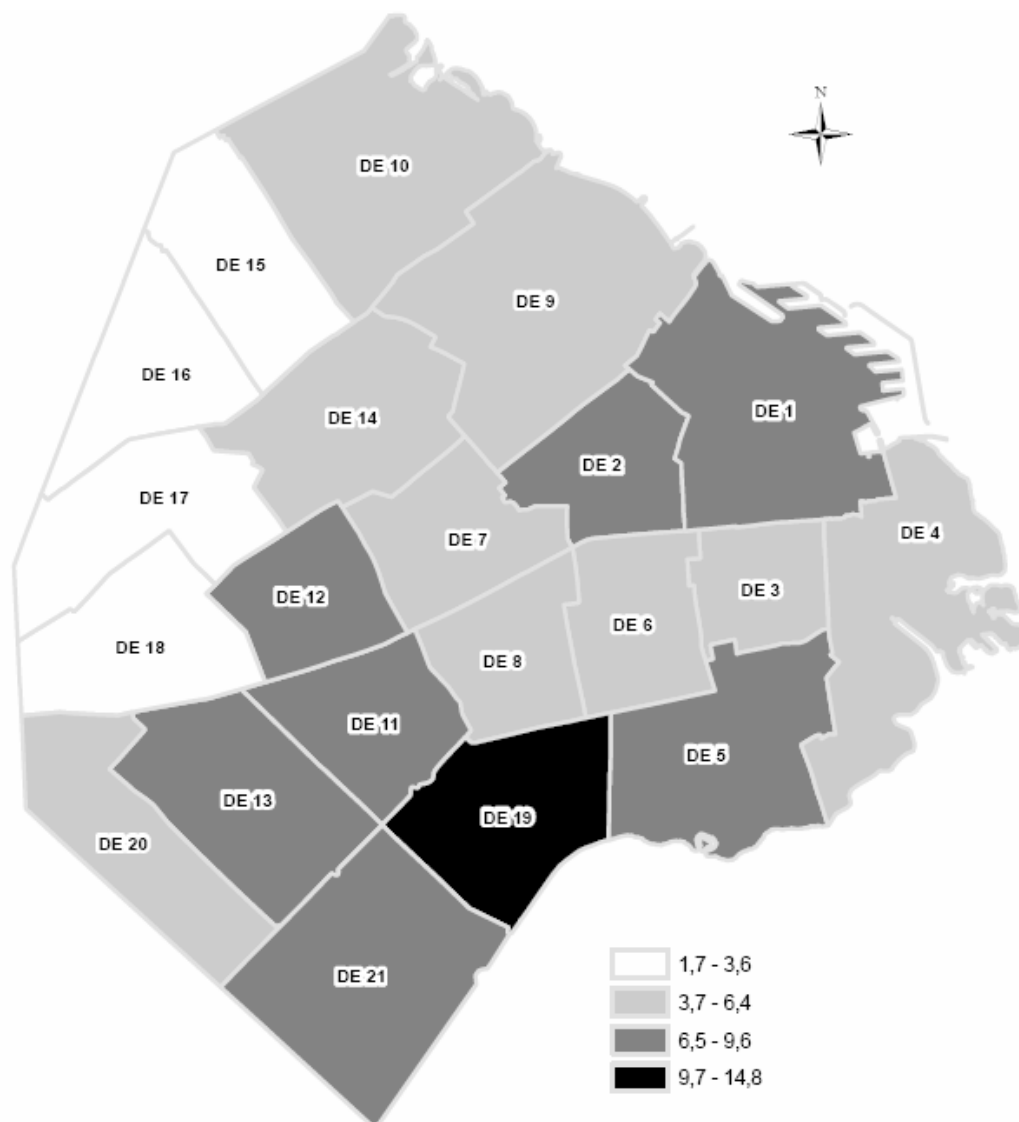 N
DE 10
DE 15
DE 9
DE 16
DE 14
DE 1
DE 2
DE 17
DE 7
DE 4
DE 12
DE 3
DE 6
DE 18
DE 8
DE 11
DE 5
DE 13
DE 19
DE 20
DE 21
1,7 - 3,6
3,7 - 6,4
6,5 - 9,6
9,7 - 14,8